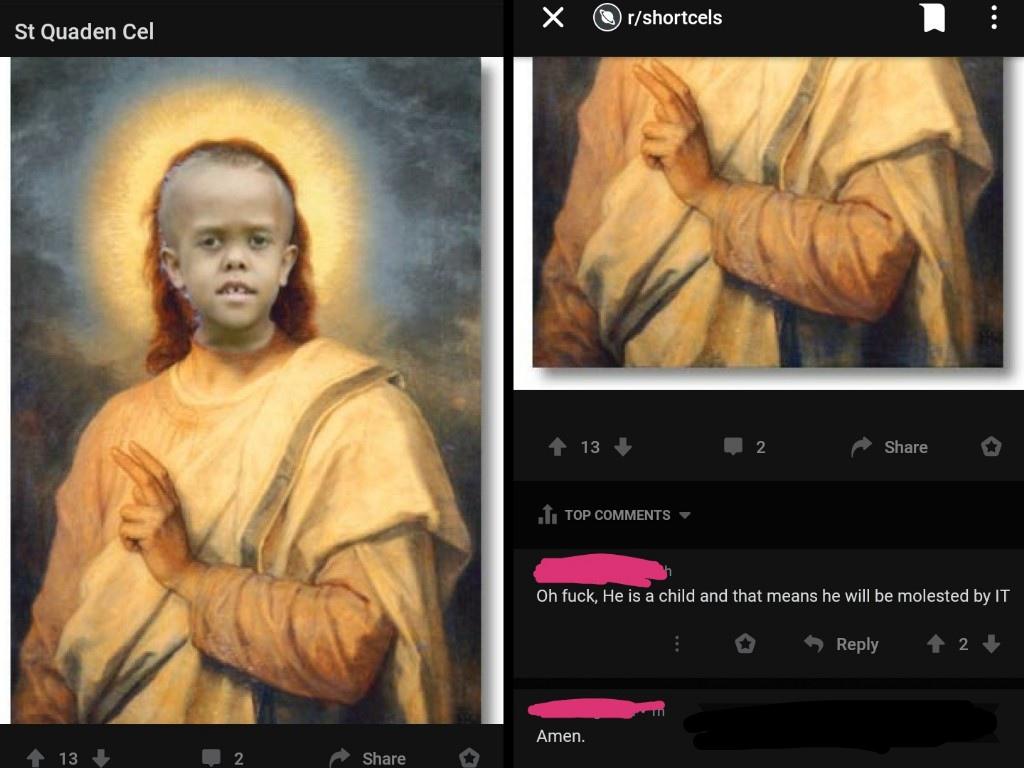 St Quaden Cel
13
2
Share
r/shortcels
13
2
Share
TOP COMMENTS
h
Oh fuck, He is a child and that means he will be molested by IT
Reply
2
Amen.